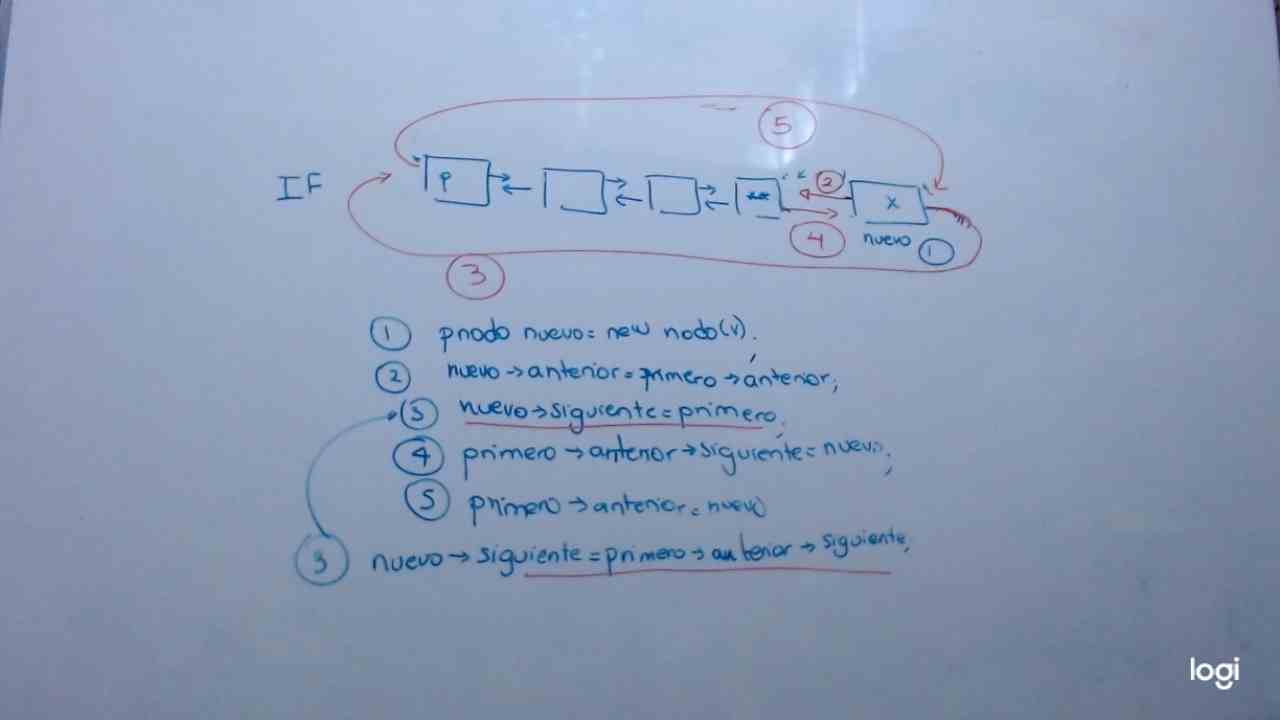 5
IF
P
2
x
4
nuevo 1
3
1 pnodo nuevo = new nodo(v).
2 nuevo → anterior = primero → anterior;
3 nuevo → siguiente = primero;
4 primero → anterior → siguiente = nuevo;
5 primero → anterior = nuevo
3 nuevo → siguiente = primero → anterior → siguiente;
logi